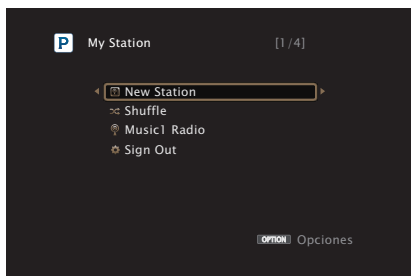 P My Station [1/4]
New Station
Shuffle
Music1 Radio
Sign Out
OPTION Opciones